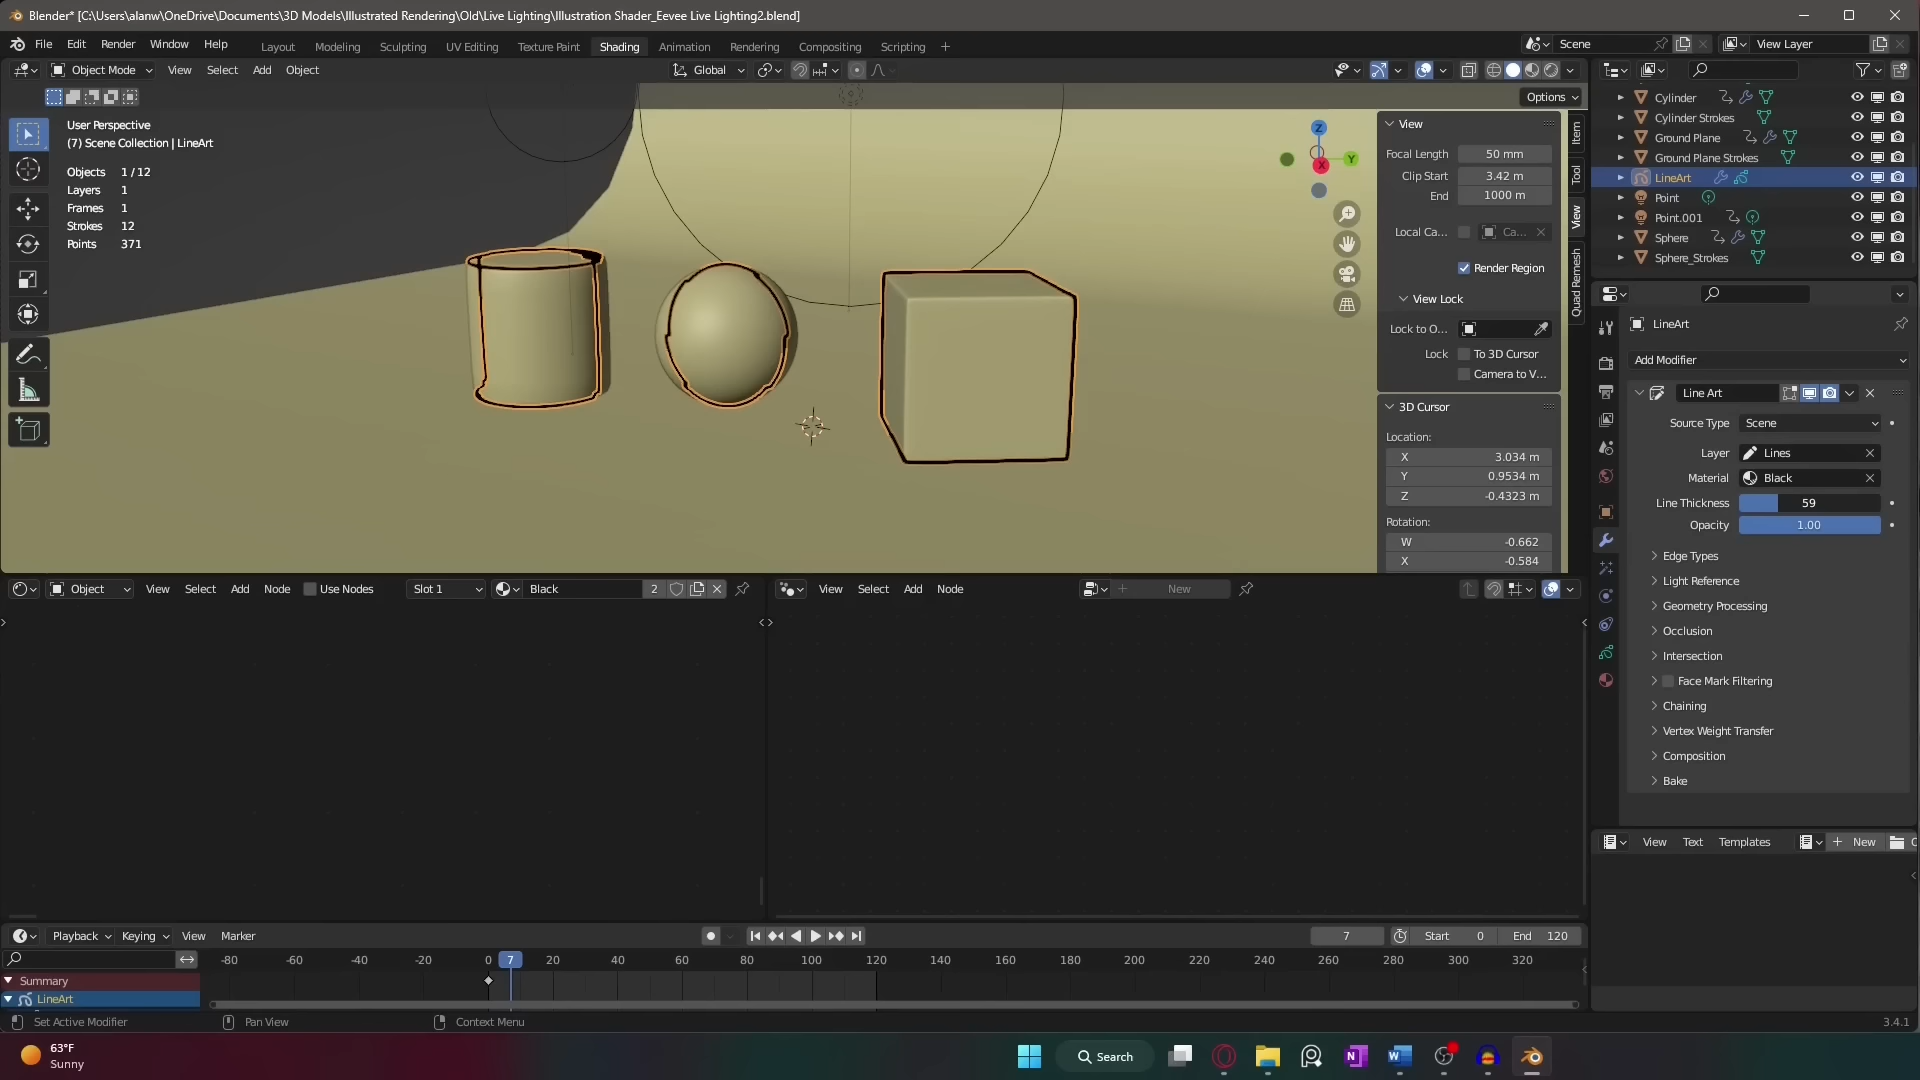 Blender* [C:\Users\alanw\OneDrive\Documents\3D Models\Illustrated Rendering\Old\Live Lighting\Illustration Shader_Eevee Live Lighting2.blend]
File Edit Render Window Help Layout Modeling Sculpting UV Editing Texture Paint Shading Animation Rendering Compositing Scripting + Scene View Layer
Object Mode View Select Add Object Global
Options
User Perspective
(7) Scene Collection | LineArt
Objects 1 / 12
Layers 1
Frames 1
Strokes 12
Points 371
Z
Y
X
View
Focal Length 50 mm
Clip Start 3.42 m
End 1000 m
Local Ca... Ca...
Render Region
View Lock
Lock to O...
Lock To 3D Cursor
Camera to V...
3D Cursor
Location:
X 3.034 m
Y 0.9534 m
Z -0.4323 m
Rotation:
W -0.662
X -0.584
Item
Tool
View
Quad Remesh
Cylinder
Cylinder Strokes
Ground Plane
Ground Plane Strokes
LineArt
Point
Point.001
Sphere
Sphere_Strokes
LineArt
Add Modifier
Line Art
Source Type Scene
Layer Lines
Material Black
Line Thickness 59
Opacity 1.00
Edge Types
Light Reference
Geometry Processing
Occlusion
Intersection
Face Mark Filtering
Chaining
Vertex Weight Transfer
Composition
Bake
Object View Select Add Node Use Nodes Slot 1 Black 2
View Select Add Node New
View Text Templates New
Playback Keying View Marker 7 Start 0 End 120
-80 -60 -40 -20 0 7 20 40 60 80 100 120 140 160 180 200 220 240 260 280 300 320
Summary
LineArt
Set Active Modifier Pan View Context Menu 3.4.1
63°F
Sunny
Search